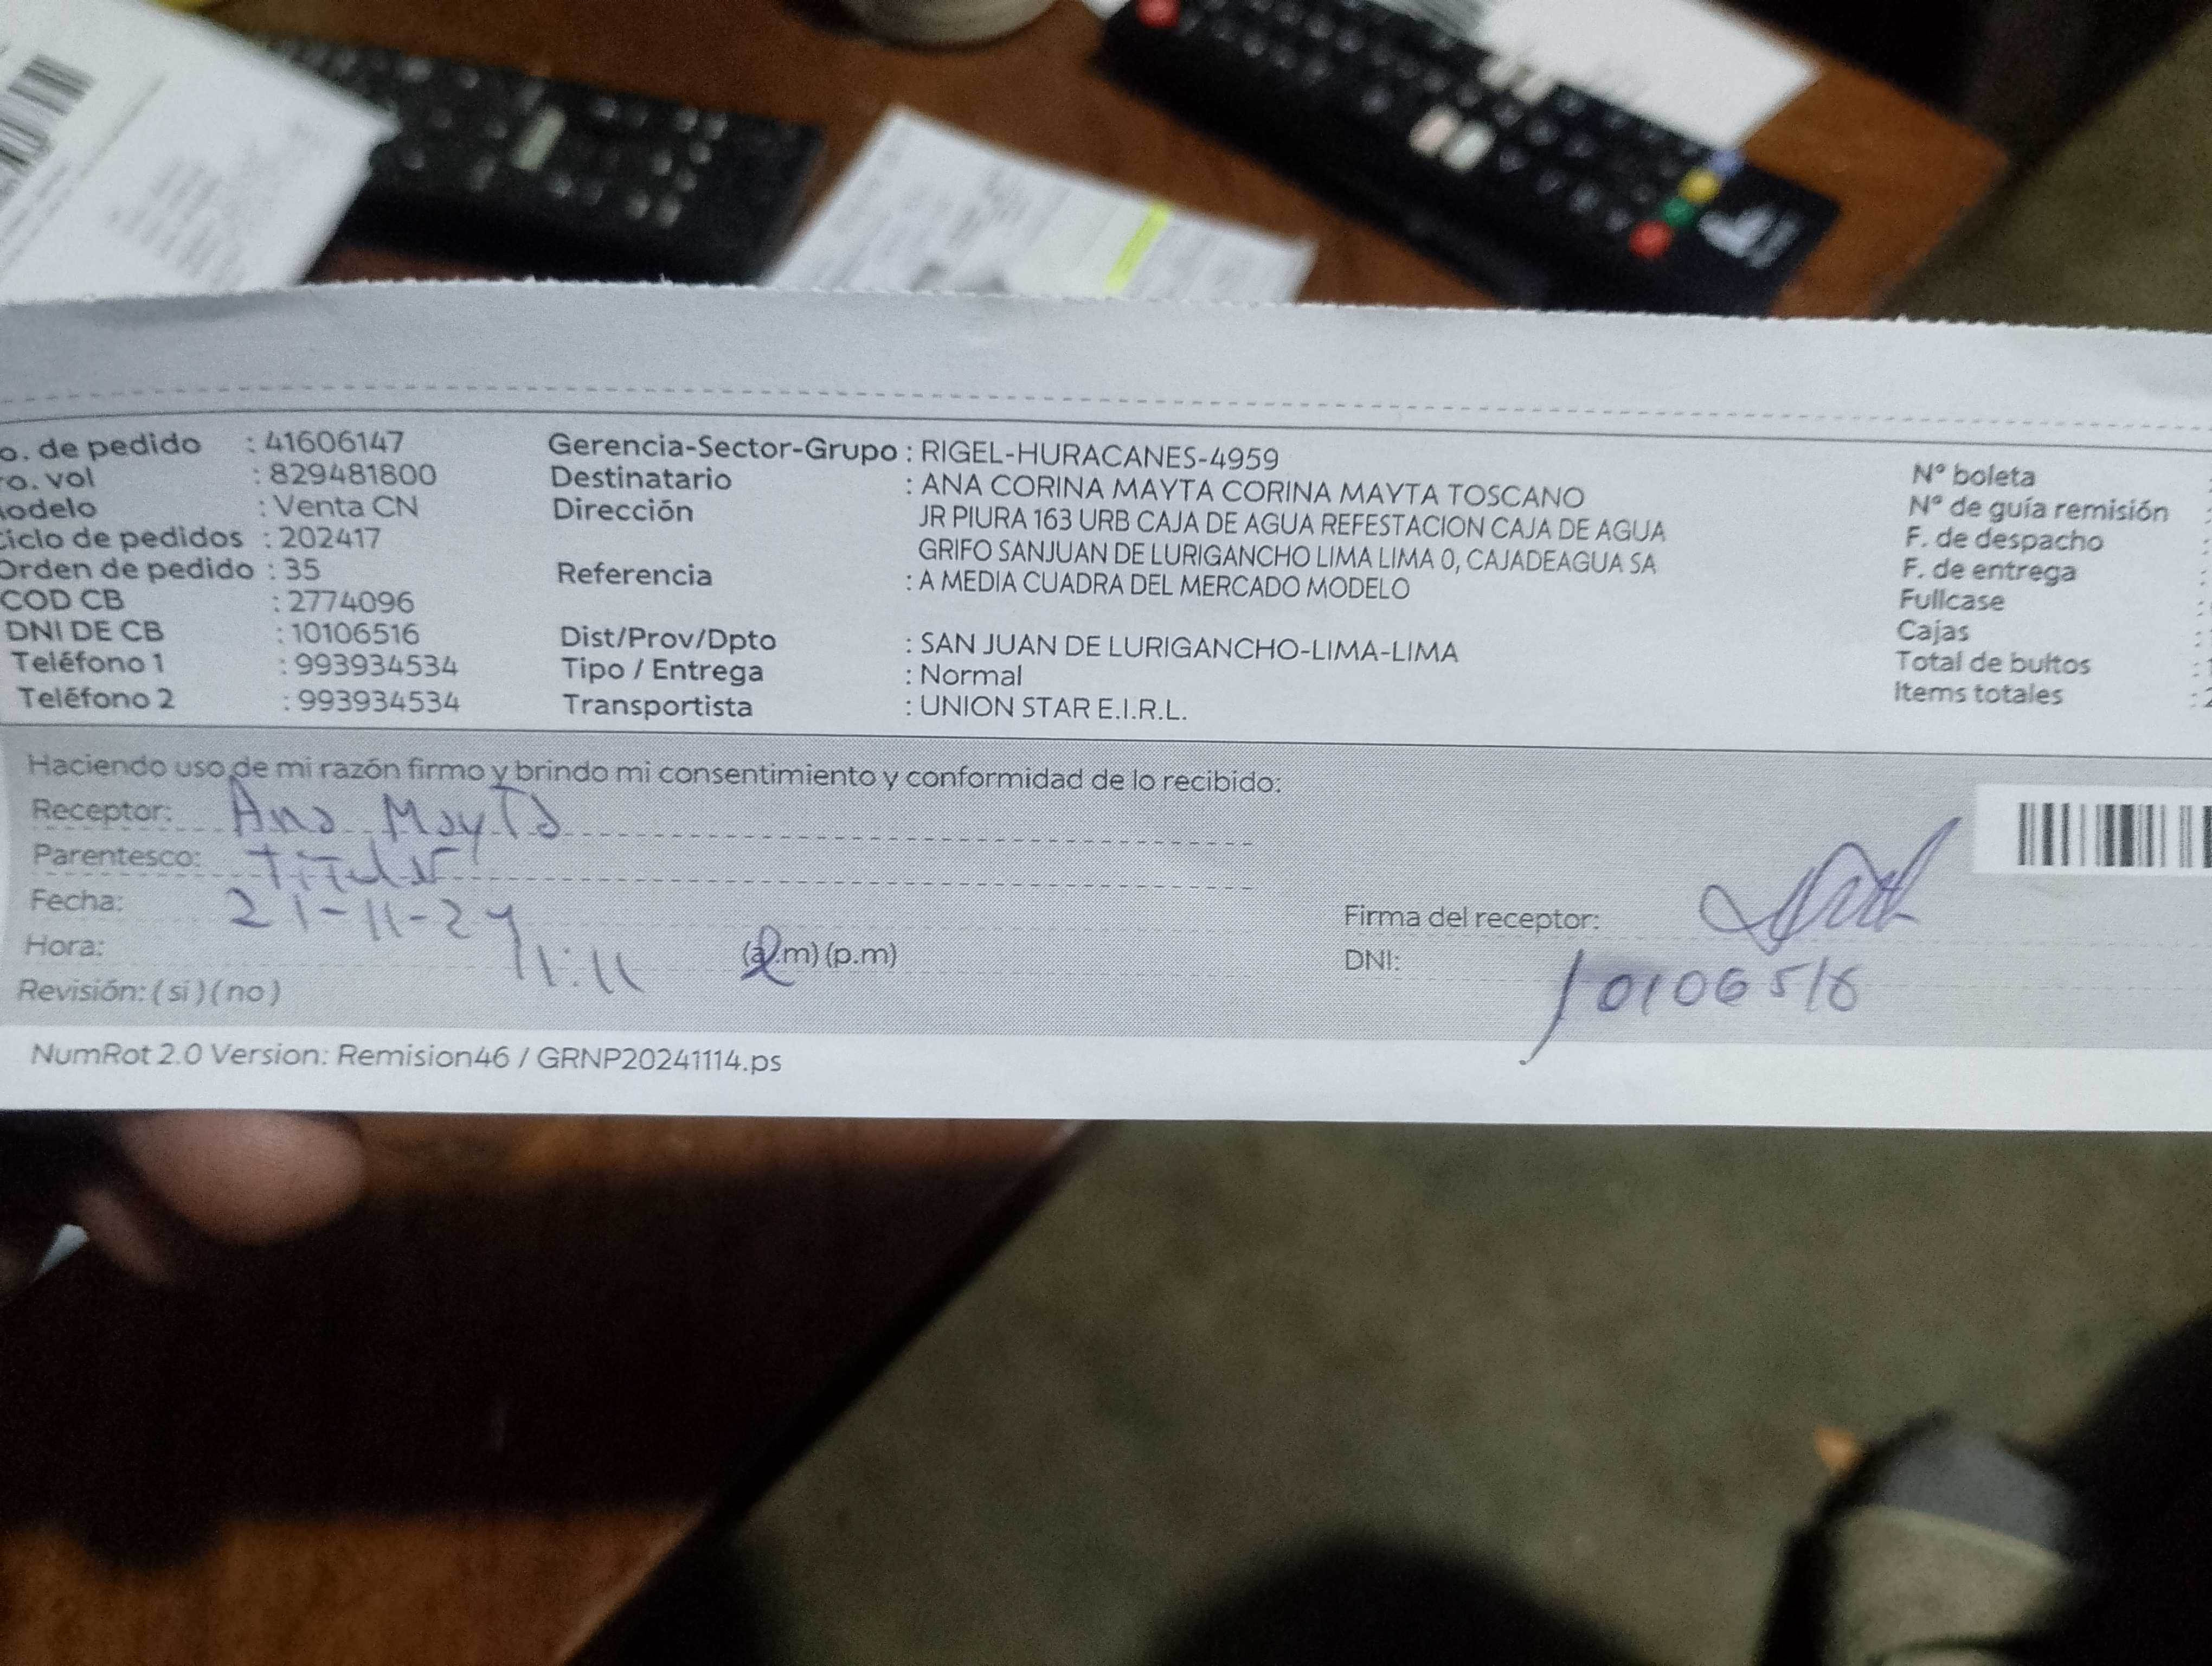 o. de pedido : 41606147
ro. vol : 829481800
odelo : Venta CN
ciclo de pedidos : 202417
Orden de pedido : 35
COD CB : 2774096
DNI DE CB : 10106516
Teléfono 1 : 993934534
Teléfono 2 : 993934534
Gerencia-Sector-Grupo : RIGEL-HURACANES-4959
Destinatario : ANA CORINA MAYTA CORINA MAYTA TOSCANO
Dirección JR PIURA 163 URB CAJA DE AGUA REFESTACION CAJA DE AGUA
GRIFO SANJUAN DE LURIGANCHO LIMA LIMA 0, CAJADEAGUA SA
Referencia : A MEDIA CUADRA DEL MERCADO MODELO
Dist/Prov/Dpto : SAN JUAN DE LURIGANCHO-LIMA-LIMA
Tipo / Entrega : Normal
Transportista : UNION STAR E.I.R.L.
N° boleta
N° de guía remisión
F. de despacho
F. de entrega
Fullcase
Cajas
Total de bultos
Items totales
Haciendo uso de mi razón firmo y brindo mi consentimiento y conformidad de lo recibido:
Receptor: Ana Mayta
Parentesco: Titular
Fecha: 21-11-24
Hora: 11:11 (a.m) (p.m)
Revisión: ( si ) ( no )
Firma del receptor:
DNI: 10106516
NumRot 2.0 Version: Remision46 / GRNP20241114.ps